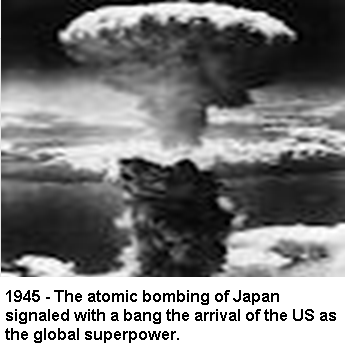 1945 - The atomic bombing of Japan
signaled with a bang the arrival of the US as
the global superpower.